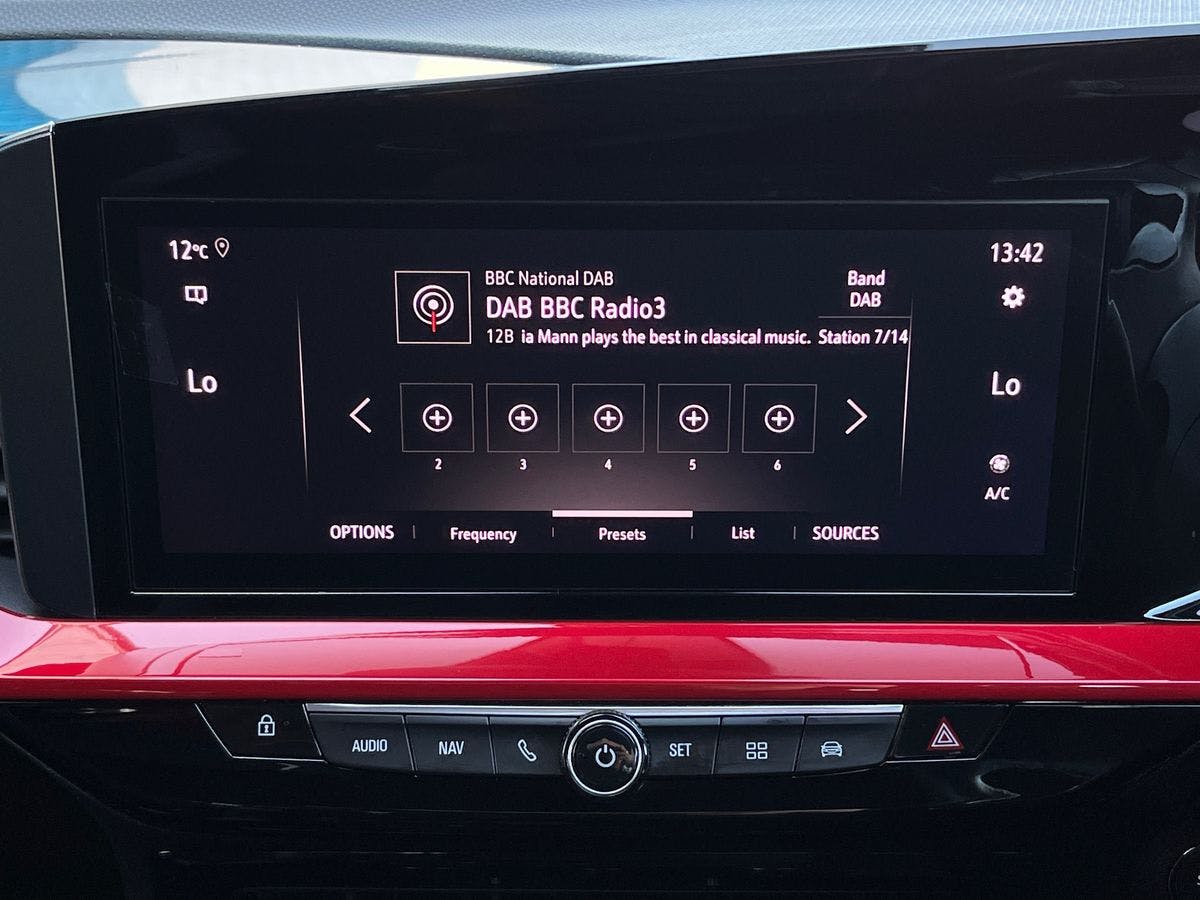 12°C
13:42
BBC National DAB
DAB BBC Radio3
12B ia Mann plays the best in classical music.
Band
DAB
Station 7/14
Lo
Lo
2 3 4 5 6
A/C
OPTIONS Frequency Presets List SOURCES
AUDIO NAV SET